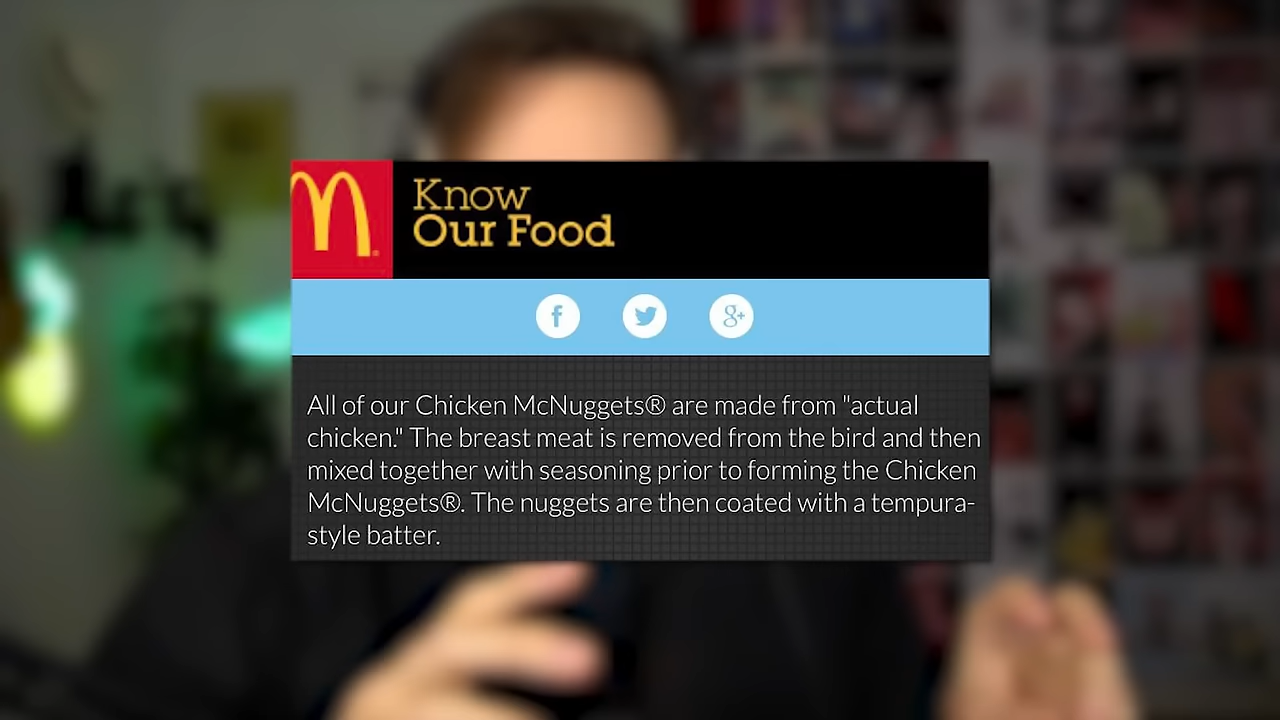 Know
Our Food
All of our Chicken McNuggets® are made from "actual
chicken." The breast meat is removed from the bird and then
mixed together with seasoning prior to forming the Chicken
McNuggets®. The nuggets are then coated with a tempura-
style batter.